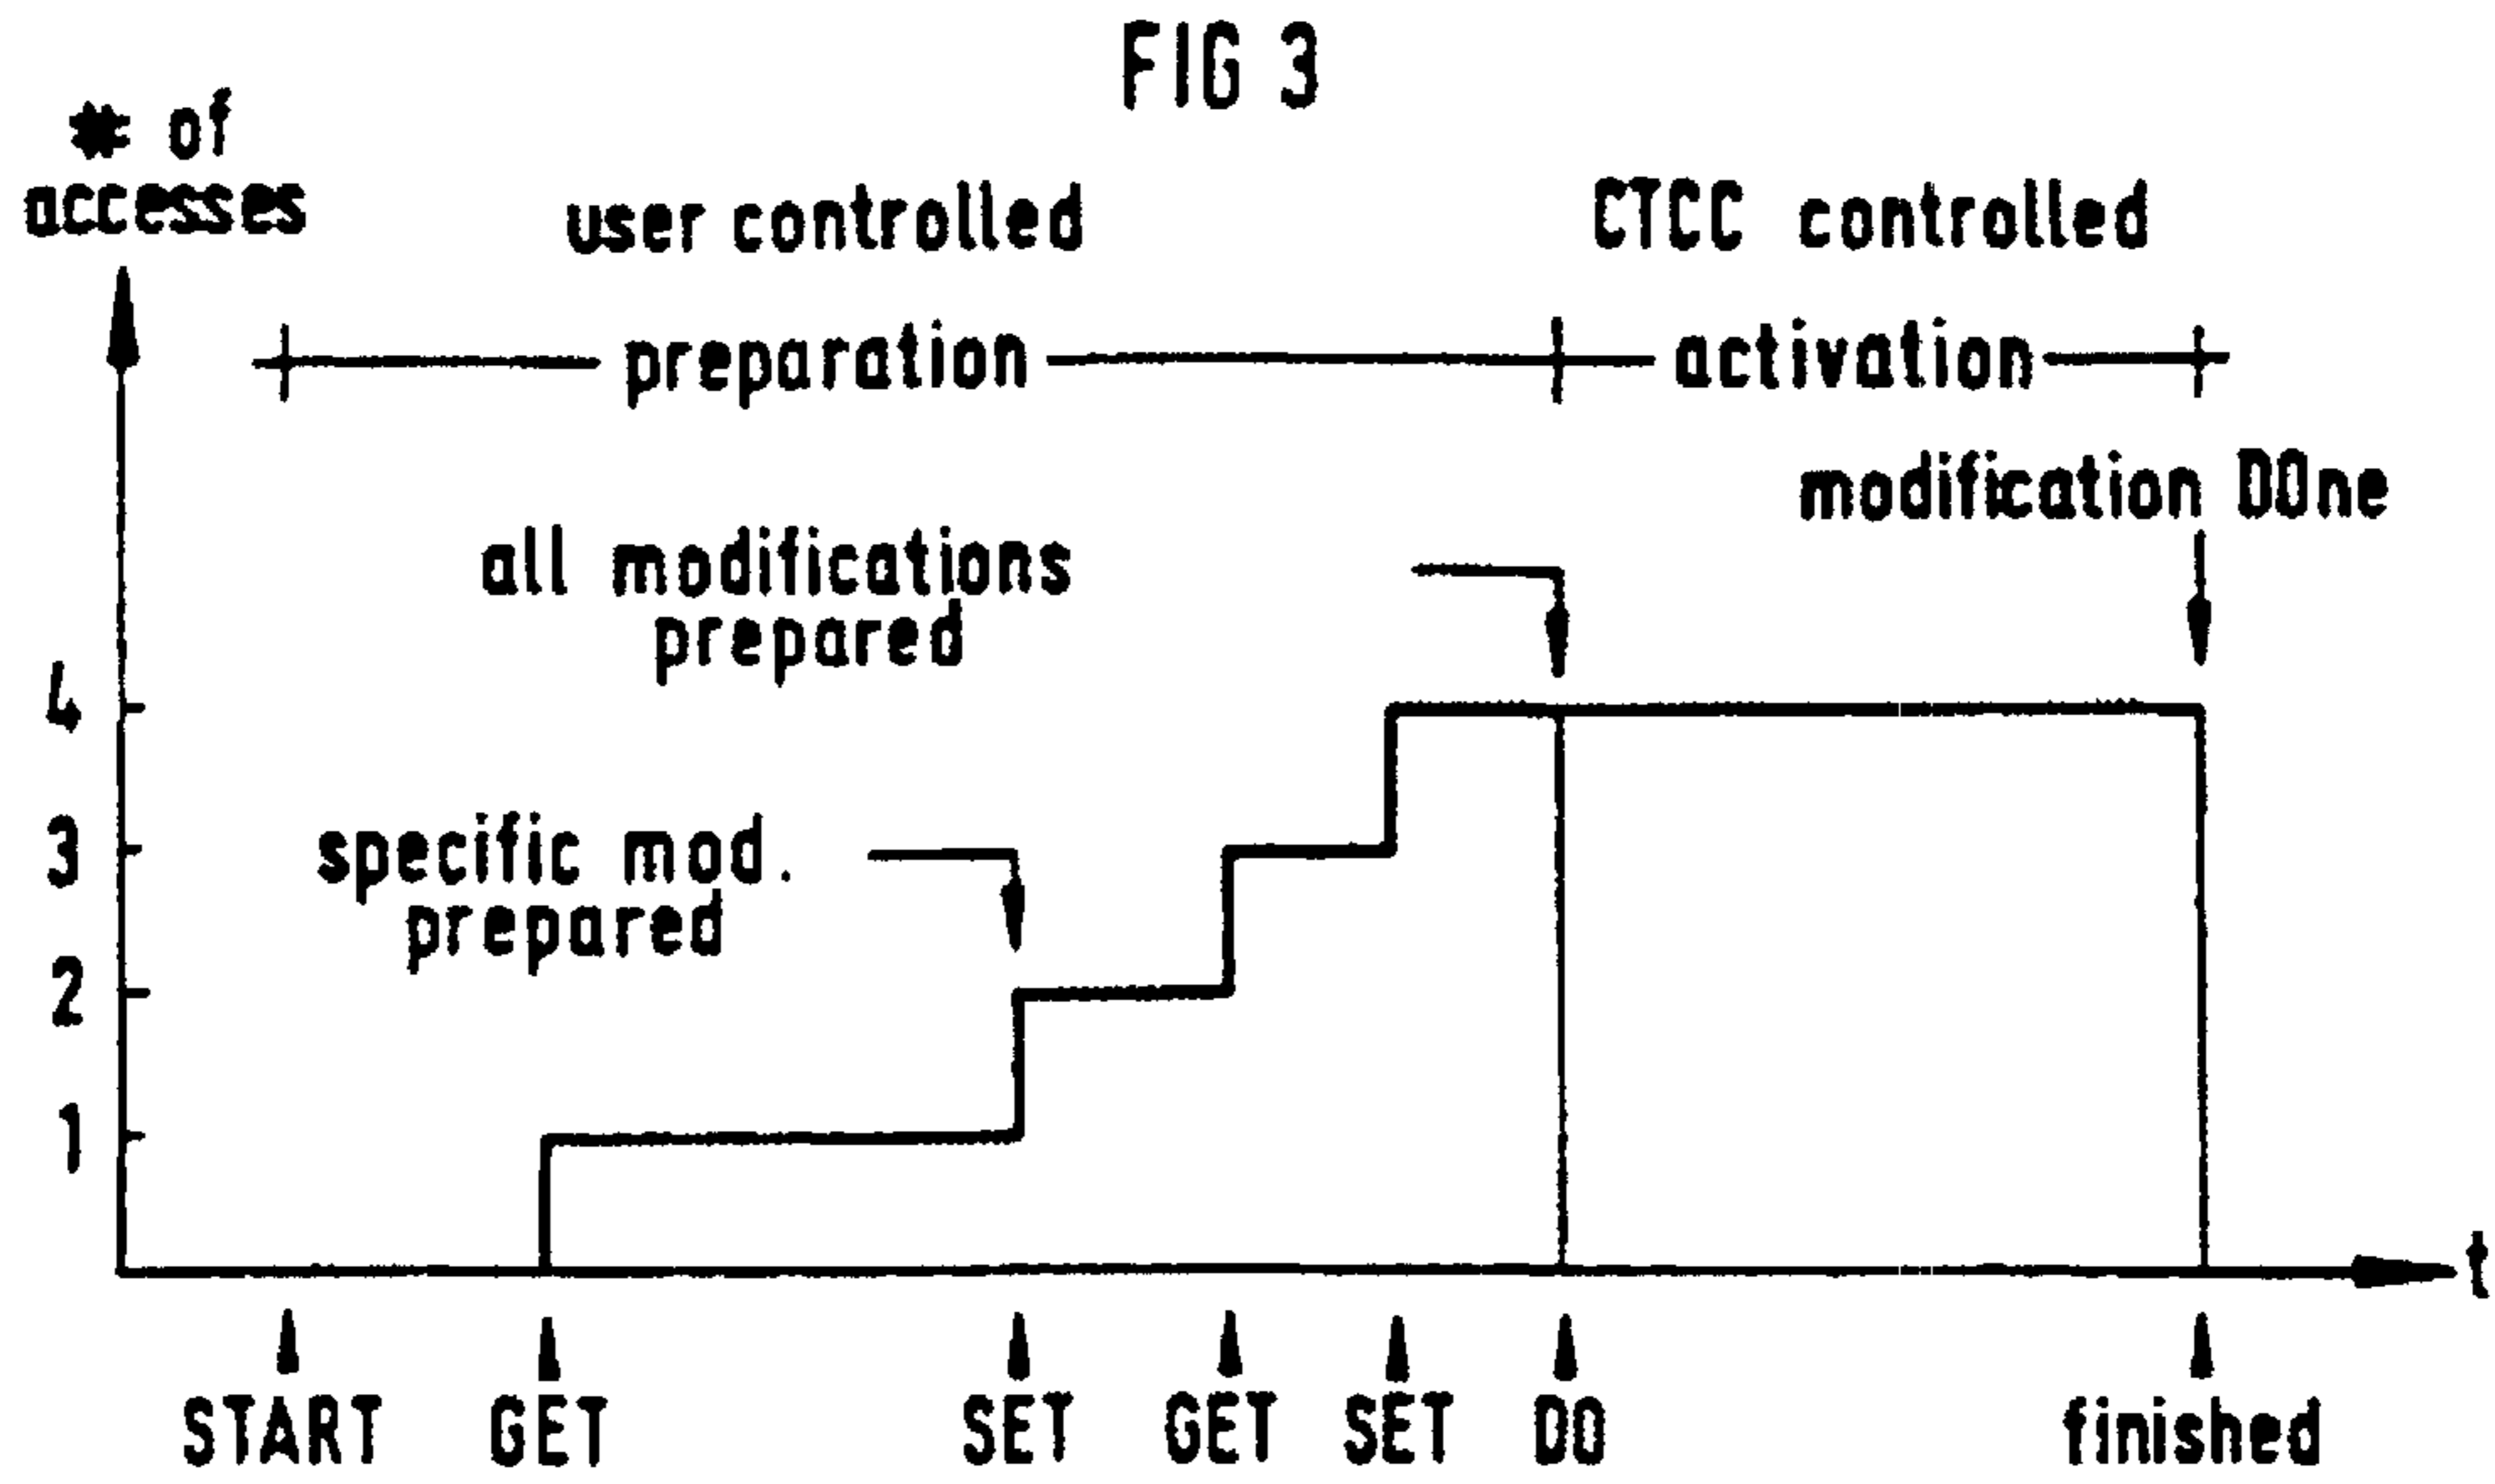 FIG 3
# of
accesses
user controlled
CTCC controlled
preparation
activation
modification DOne
all modifications
prepared
4
specific mod.
prepared
3
2
1
t
START
GET
SET
GET
SET
DO
finished